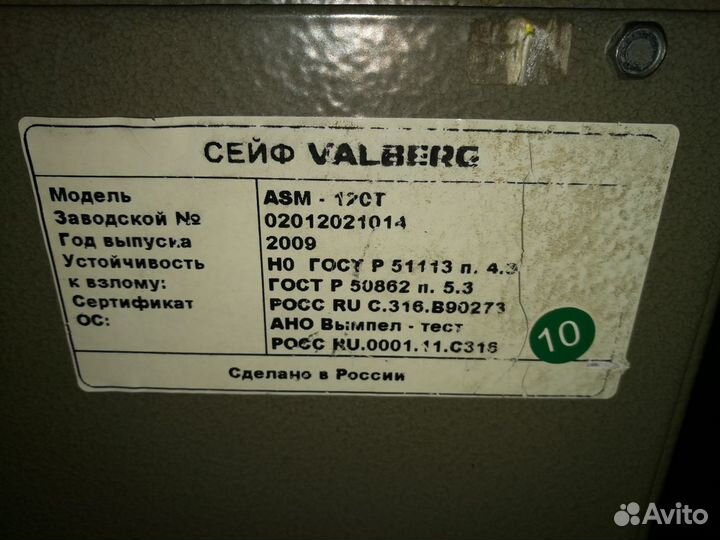 СЕЙФ VALBERG
Модель ASM - 120T
Заводской № 02012021014
Год выпуска 2009
Устойчивость Н0 ГОСТ Р 51113 п. 4.3
к взлому: ГОСТ Р 50862 п. 5.3
Сертификат РОСС RU С.316.В90273
ОС: АНО Вымпел - тест
РОСС RU.0001.11.С316
10
Сделано в России
Avito